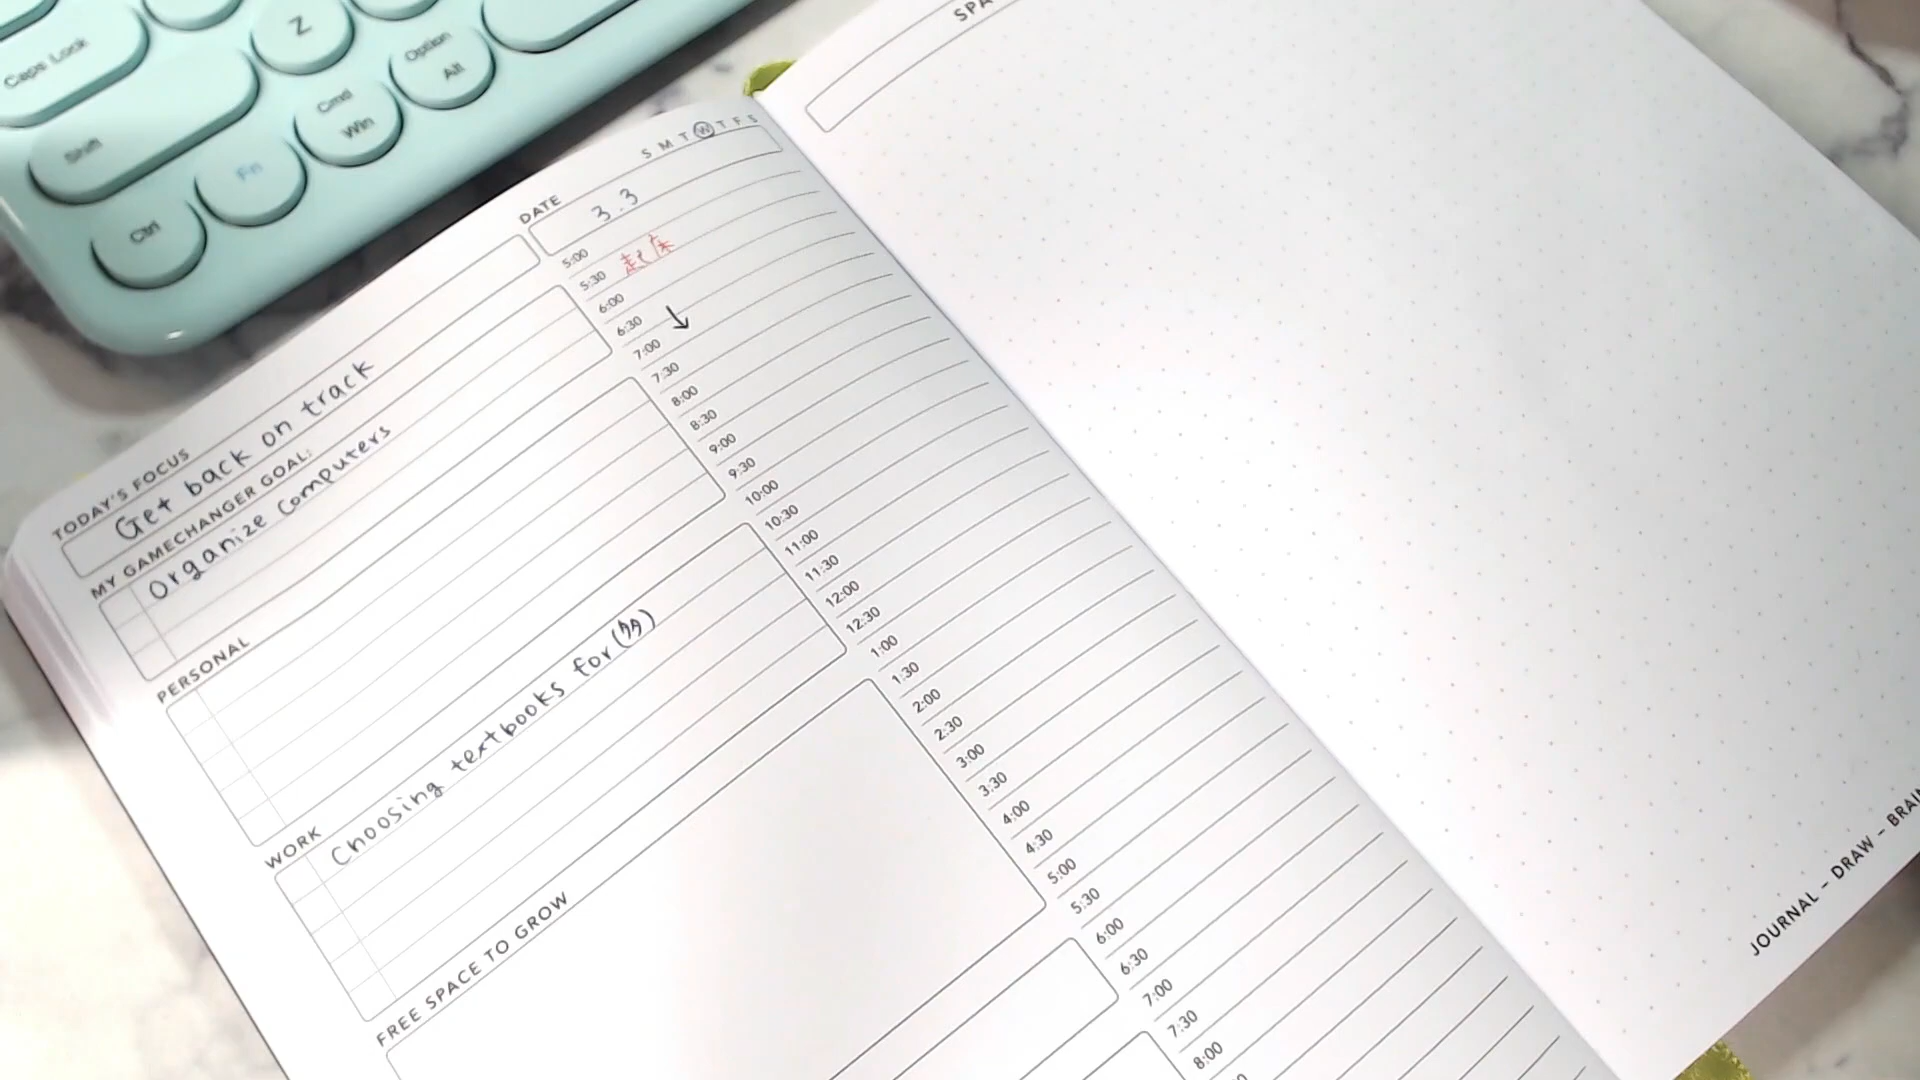 Caps Lock
Z
Option
Alt
Shift
Cmd
Win
Fn
Ctrl
TODAY'S FOCUS
Get back on track
MY GAMECHANGER GOAL:
Organize Computers
PERSONAL
WORK
Choosing textbooks for
FREE SPACE TO GROW
DATE
S M T W T F S
3.3
5:00
5:30 起床
6:00
6:30
7:00
7:30
8:00
8:30
9:00
9:30
10:00
10:30
11:00
11:30
12:00
12:30
1:00
1:30
2:00
2:30
3:00
3:30
4:00
4:30
5:00
5:30
6:00
6:30
7:00
7:30
8:00
SPA
JOURNAL – DRAW – BRAI